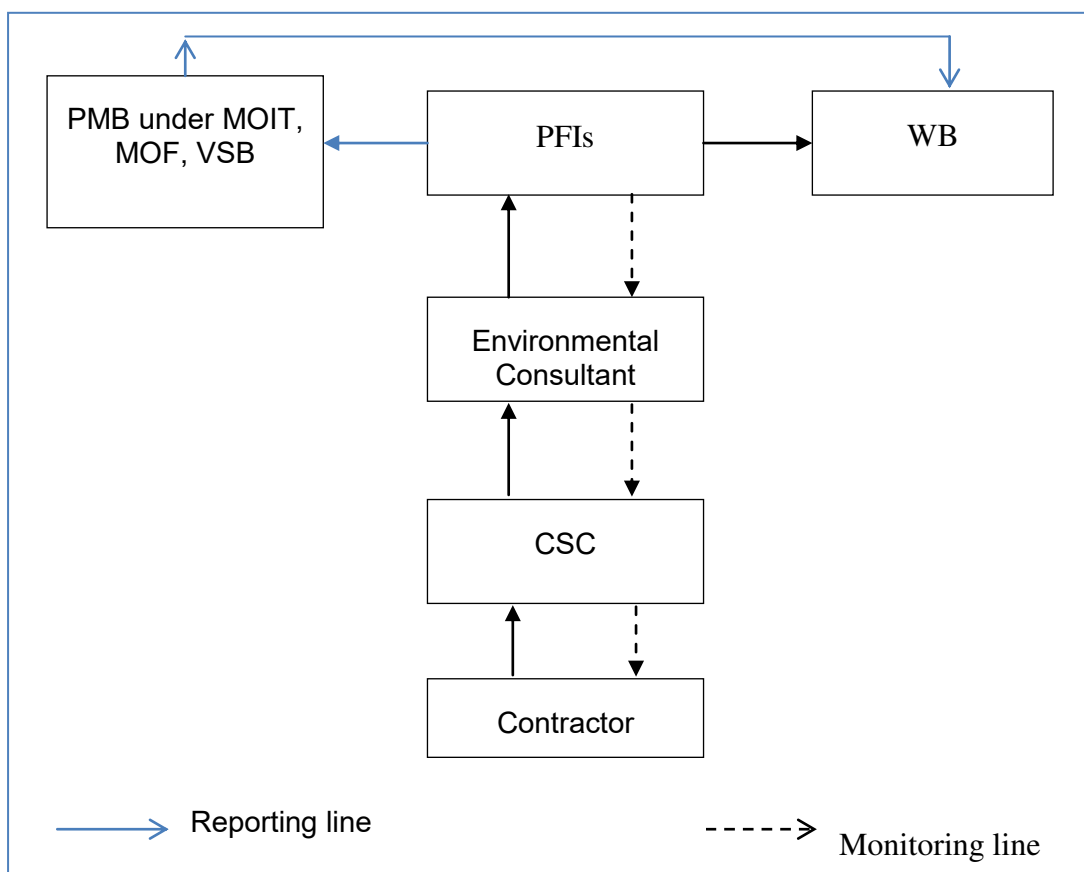 PMB under MOIT,
MOF, VSB
PFIs
WB
Environmental
Consultant
CSC
Contractor
Reporting line
Monitoring line